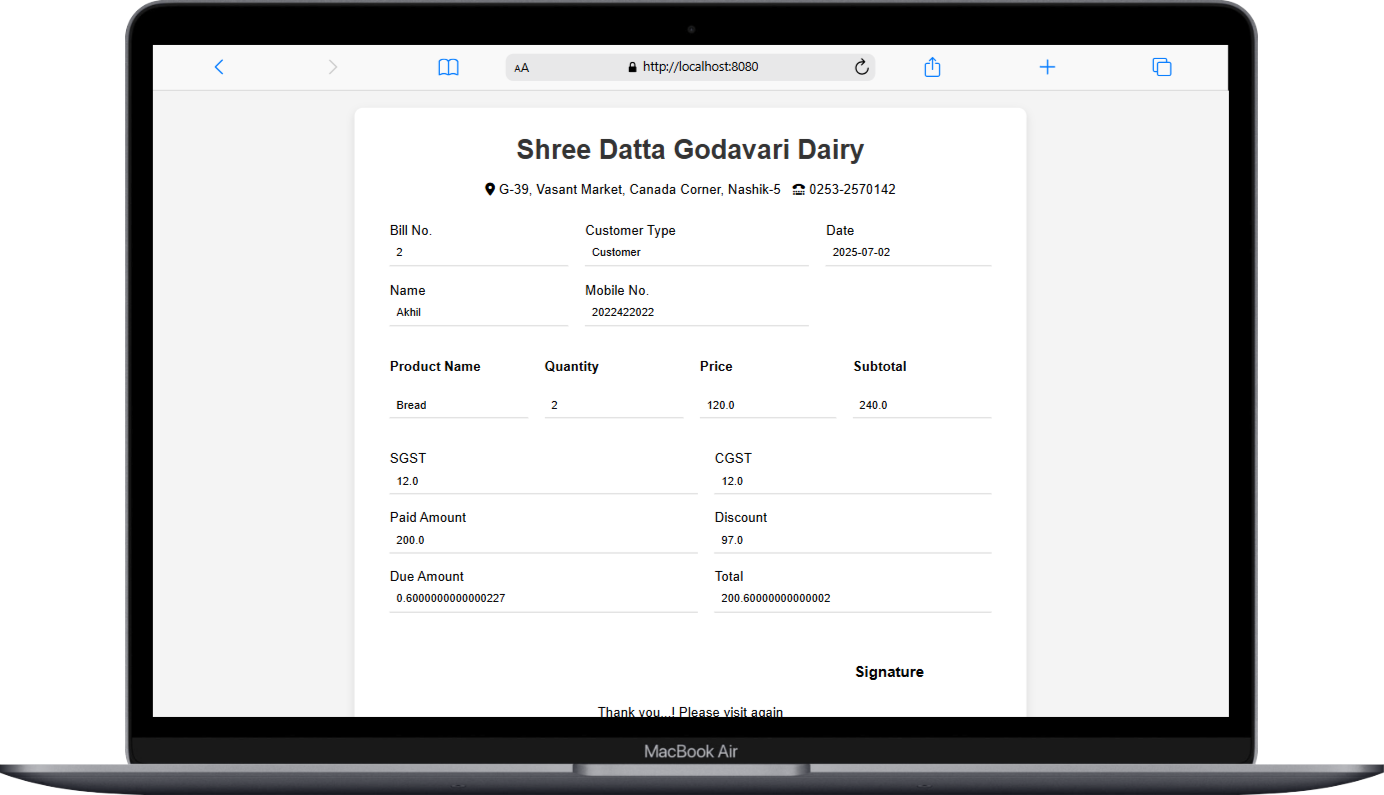 AA http://localhost:8080
Shree Datta Godavari Dairy
G-39, Vasant Market, Canada Corner, Nashik-5 0253-2570142
Bill No. Customer Type Date
2 Customer 2025-07-02
Name Mobile No.
Akhil 2022422022
Product Name Quantity Price Subtotal
Bread 2 120.0 240.0
SGST CGST
12.0 12.0
Paid Amount Discount
200.0 97.0
Due Amount Total
0.6000000000000227 200.60000000000002
Signature
Thank you...! Please visit again
MacBook Air